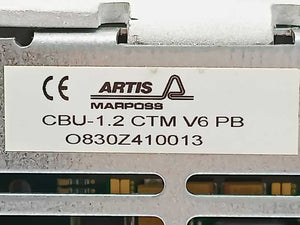 CE ARTIS
MARPOSS
CBU-1.2 CTM V6 PB
O830Z410013